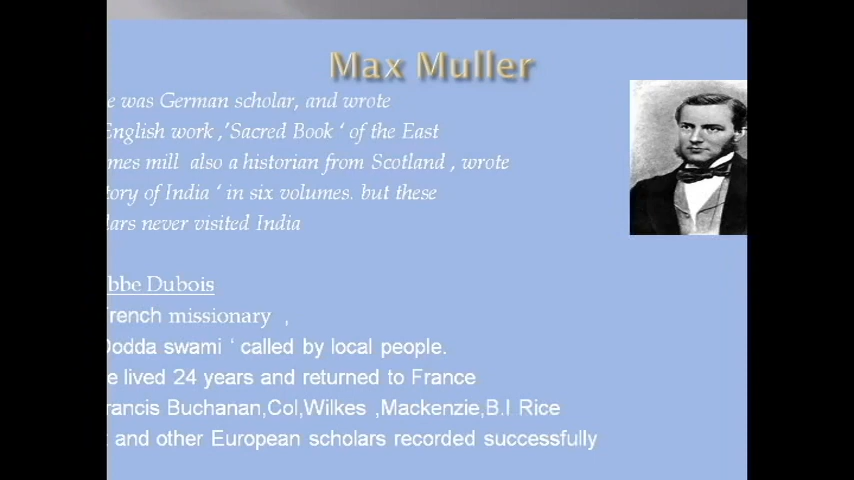 Max Muller
e was German scholar, and wrote
English work ,'Sacred Book ' of the East
mes mill also a historian from Scotland , wrote
tory of India ' in six volumes. but these
lars never visited India
bbe Dubois
French missionary ,
Dodda swami ' called by local people.
e lived 24 years and returned to France
rancis Buchanan,Col,Wilkes ,Mackenzie,B.l Rice
and other European scholars recorded successfully